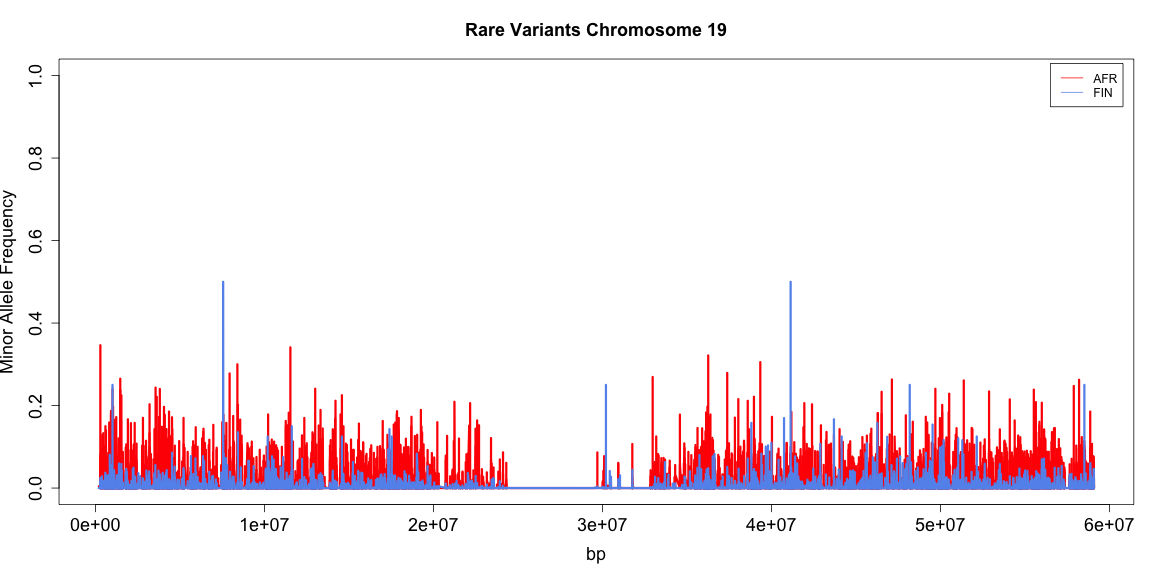 Rare Variants Chromosome 19
AFR
FIN
Minor Allele Frequency
1.0
0.8
0.6
0.4
0.2
0.0
0e+00 1e+07 2e+07 3e+07 4e+07 5e+07 6e+07
bp